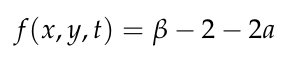 f(x, y, t) = β − 2 − 2a